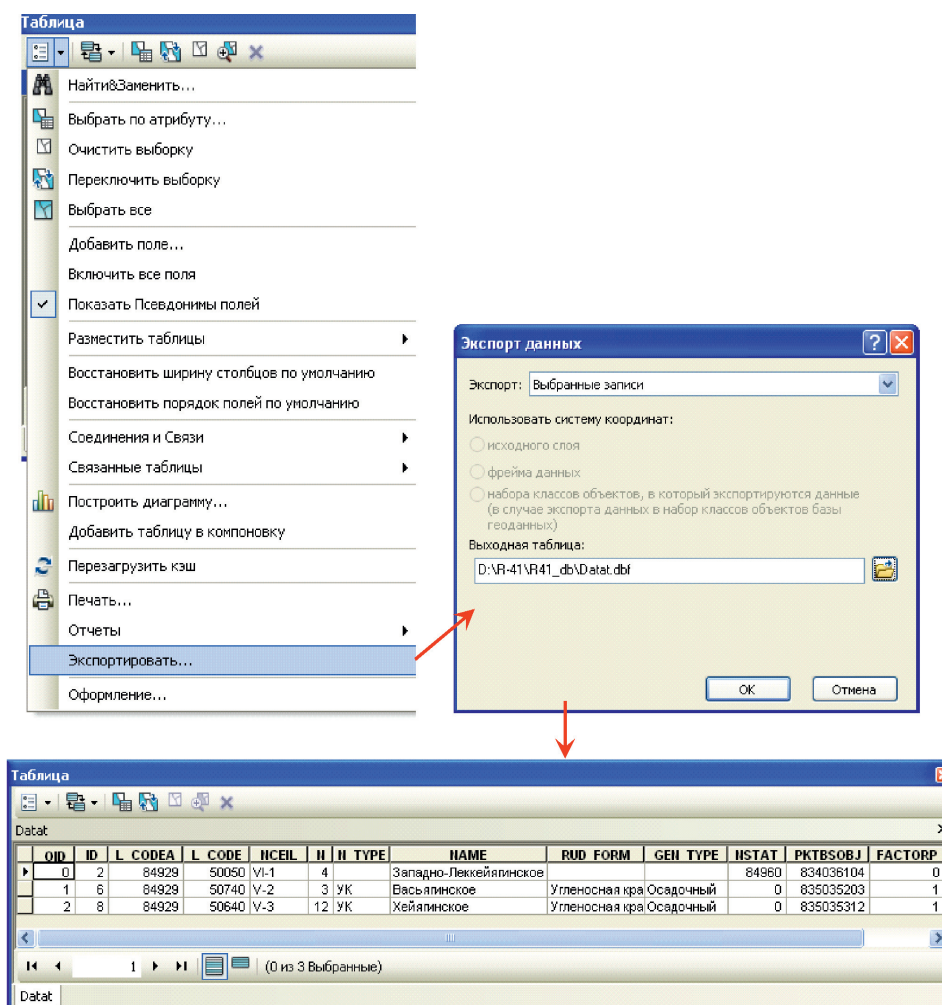 Таблица
Найти&Заменить...
Выбрать по атрибуту...
Очистить выборку
Переключить выборку
Выбрать все
Добавить поле...
Включить все поля
Показать Псевдонимы полей
Разместить таблицы
Восстановить ширину столбцов по умолчанию
Восстановить порядок полей по умолчанию
Соединения и Связи
Связанные таблицы
Построить диаграмму...
Добавить таблицу в компоновку
Перезагрузить кэш
Печать...
Отчеты
Экспортировать...
Оформление...
Экспорт данных
Экспорт: Выбранные записи
Использовать систему координат:
исходного слоя
фрейма данных
набора классов объектов, в который экспортируются данные
(в случае экспорта данных в набор классов объектов базы
геоданных)
Выходная таблица:
D:\R-41\R41_db\Datat.dbf
OK Отмена
Таблица
Datat
OID ID L_CODEA L_CODE NCEIL N N_TYPE NAME RUD_FORM GEN_TYPE NSTAT PKTBSOBJ FACTORP
0 2 84929 50050 VI-1 4 Западно-Леккейягинское 84960 834036104 0
1 6 84929 50740 V-2 3 УК Васьягинское Угленосная кра Осадочный 0 835035203 1
2 8 84929 50640 V-3 12 УК Хейягинское Угленосная кра Осадочный 0 835035312 1
1 (0 из 3 Выбранные)
Datat